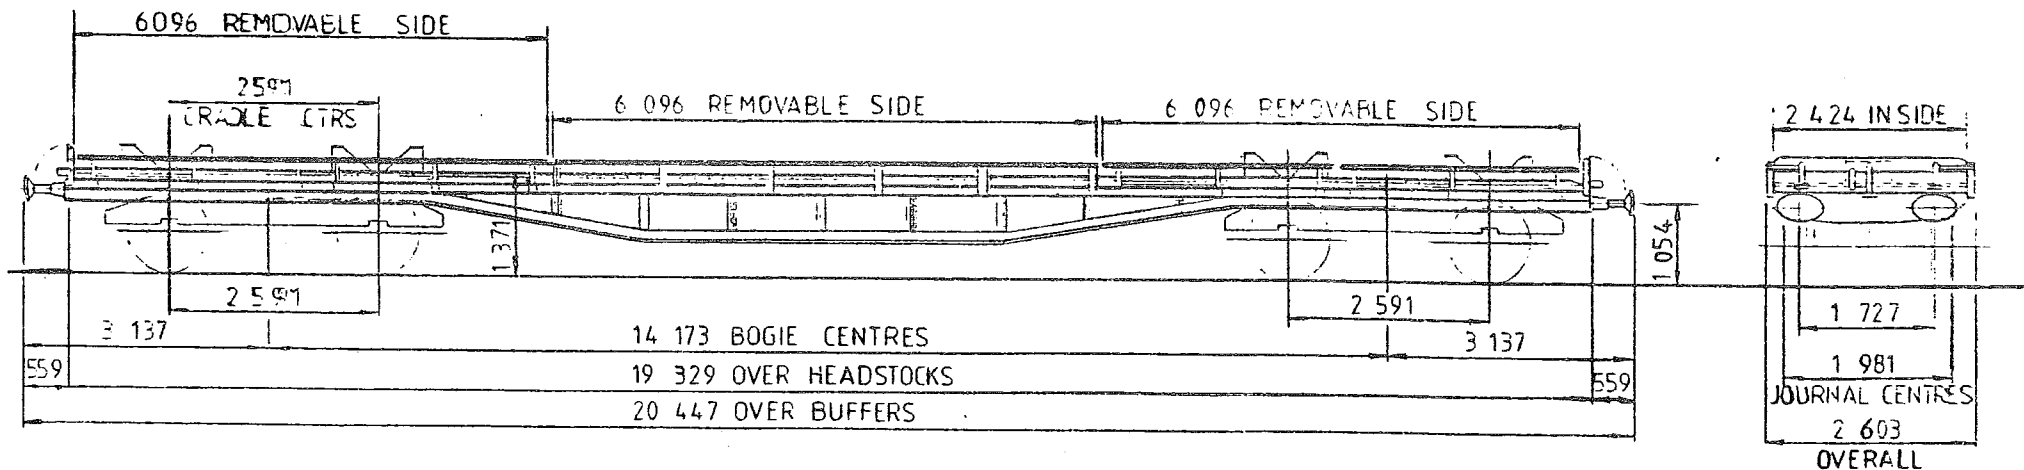 6096 REMOVABLE SIDE
2591
CRADLE CTRS
6 096 REMOVABLE SIDE
6 096 REMOVABLE SIDE
2 424 INSIDE
1 371
1 054
2 591
2 591
1 727
3 137
14 173 BOGIE CENTRES
3 137
559
19 329 OVER HEADSTOCKS
559
1 981
JOURNAL CENTRES
20 447 OVER BUFFERS
2 603
OVERALL